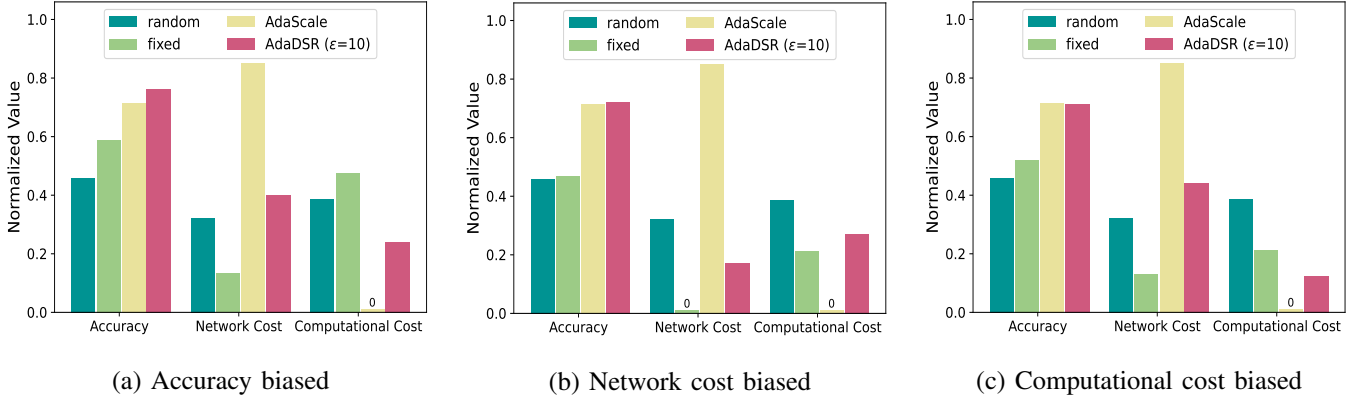 1.0
0.8
0.6
0.4
0.2
0.0
Normalized Value
random
fixed
AdaScale
AdaDSR (ε=10)
0
Accuracy
Network Cost
Computational Cost
(a) Accuracy biased
1.0
0.8
0.6
0.4
0.2
0.0
Normalized Value
random
fixed
AdaScale
AdaDSR (ε=10)
0
0
Accuracy
Network Cost
Computational Cost
(b) Network cost biased
1.0
0.8
0.6
0.4
0.2
0.0
Normalized Value
random
fixed
AdaScale
AdaDSR (ε=10)
0
Accuracy
Network Cost
Computational Cost
(c) Computational cost biased